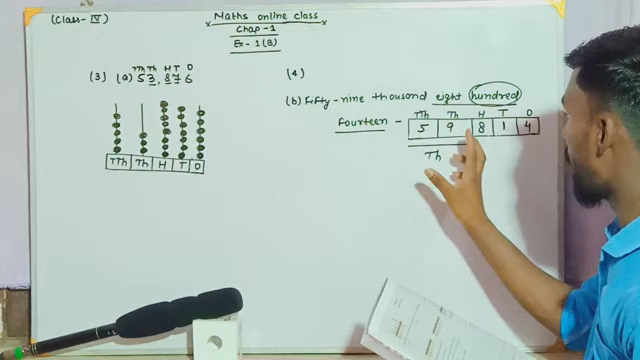 (Class- IV)
× Maths online class ×
Chap-1
Ex-1(B)
TTh Th H T O
(3) (a) 53,876
TTh Th H T O
(4)
(b) Fifty-nine thousand eight hundred
Fourteen -
TTh Th H T O
5 9 8 1 4
Th